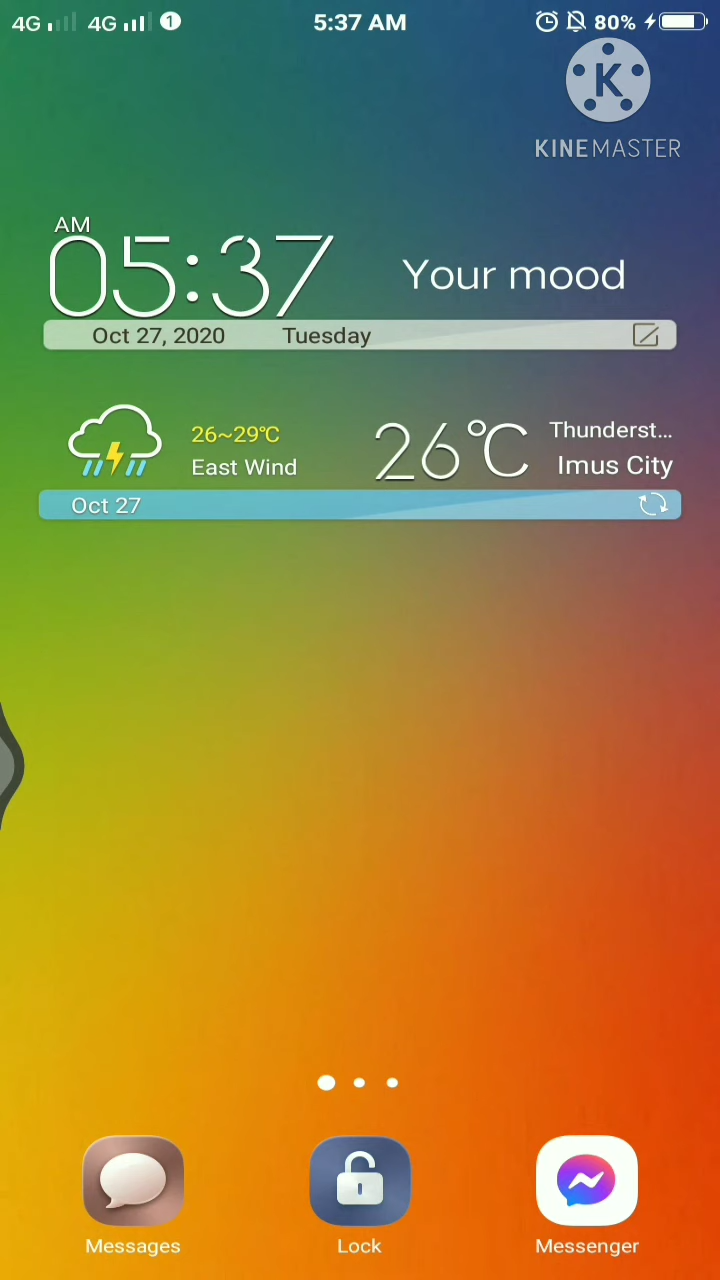 4G 4G 1 5:37 AM 80%
K
KINEMASTER
AM
05:37 Your mood
Oct 27, 2020 Tuesday
26~29℃ 26℃ Thunderst...
East Wind Imus City
Oct 27
Messages Lock Messenger